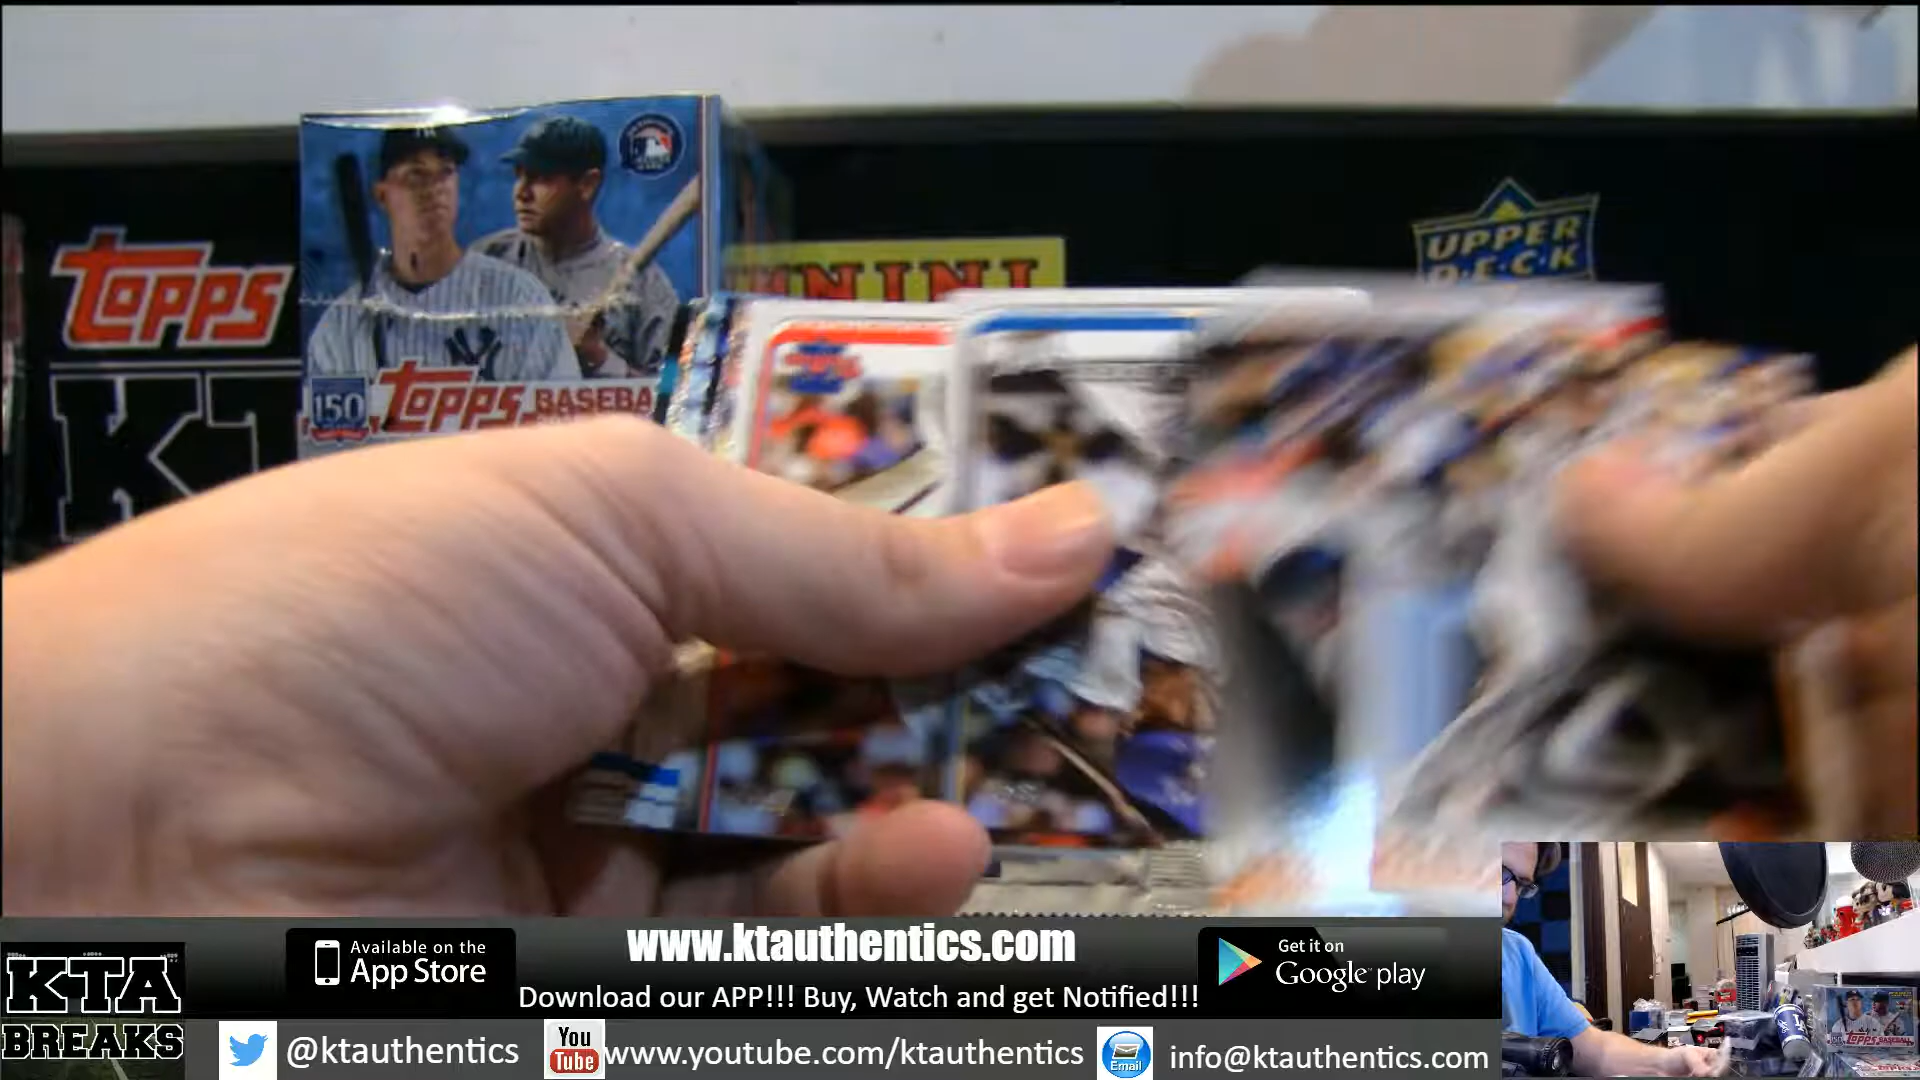 UPPER
D·E·C·K
TOPPS
NINI
150
TOPPS BASEBA
KT
www.ktauthentics.com
Available on the
App Store
Get it on
Google play
Download our APP!!! Buy, Watch and get Notified!!!
KTA
BREAKS
@ktauthentics
You
Tube
www.youtube.com/ktauthentics
Email
info@ktauthentics.com